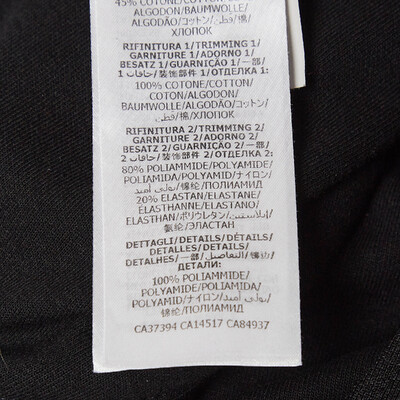 45% COTONE/COTTON/COTON/
ALGODON/BAUMWOLLE/
ALGODÃO/コットン/قطن/棉/
ХЛОПОК
RIFINITURA 1/TRIMMING 1/
GARNITURE 1/ADORNO 1/
BESATZ 1/GUARNIÇÃO 1/一部/
1 حافات/装饰部件 1/ОТДЕЛКА 1:
100% COTONE/COTTON/
COTON/ALGODON/
BAUMWOLLE/ALGODÃO/コットン/
قطن/棉/ХЛОПОК
RIFINITURA 2/TRIMMING 2/
GARNITURE 2/ADORNO 2/
BESATZ 2/GUARNIÇÃO 2/一部/
2 حافات/装饰部件 2/ОТДЕЛКА 2:
80% POLIAMMIDE/POLYAMIDE/
POLIAMIDA/POLYAMID/ナイロン/
بولى أميد/锦纶/ПОЛИАМИД
20% ELASTAN/ELASTANE/
ELASTHANNE/ELASTANO/
ELASTHAN/ポリウレタン/إيلاستين/
氨纶/ЭЛАСТАН
DETTAGLI/DETAILS/DÉTAILS/
DETALLES/DETAILS/
DETALHES/一部/التفاصيل/细节/
ДЕТАЛИ:
100% POLIAMMIDE/
POLYAMIDE/POLIAMIDA/
POLYAMID/ナイロン/بولى أميد/
锦纶/ПОЛИАМИД
CA37394 CA14517 CA84937